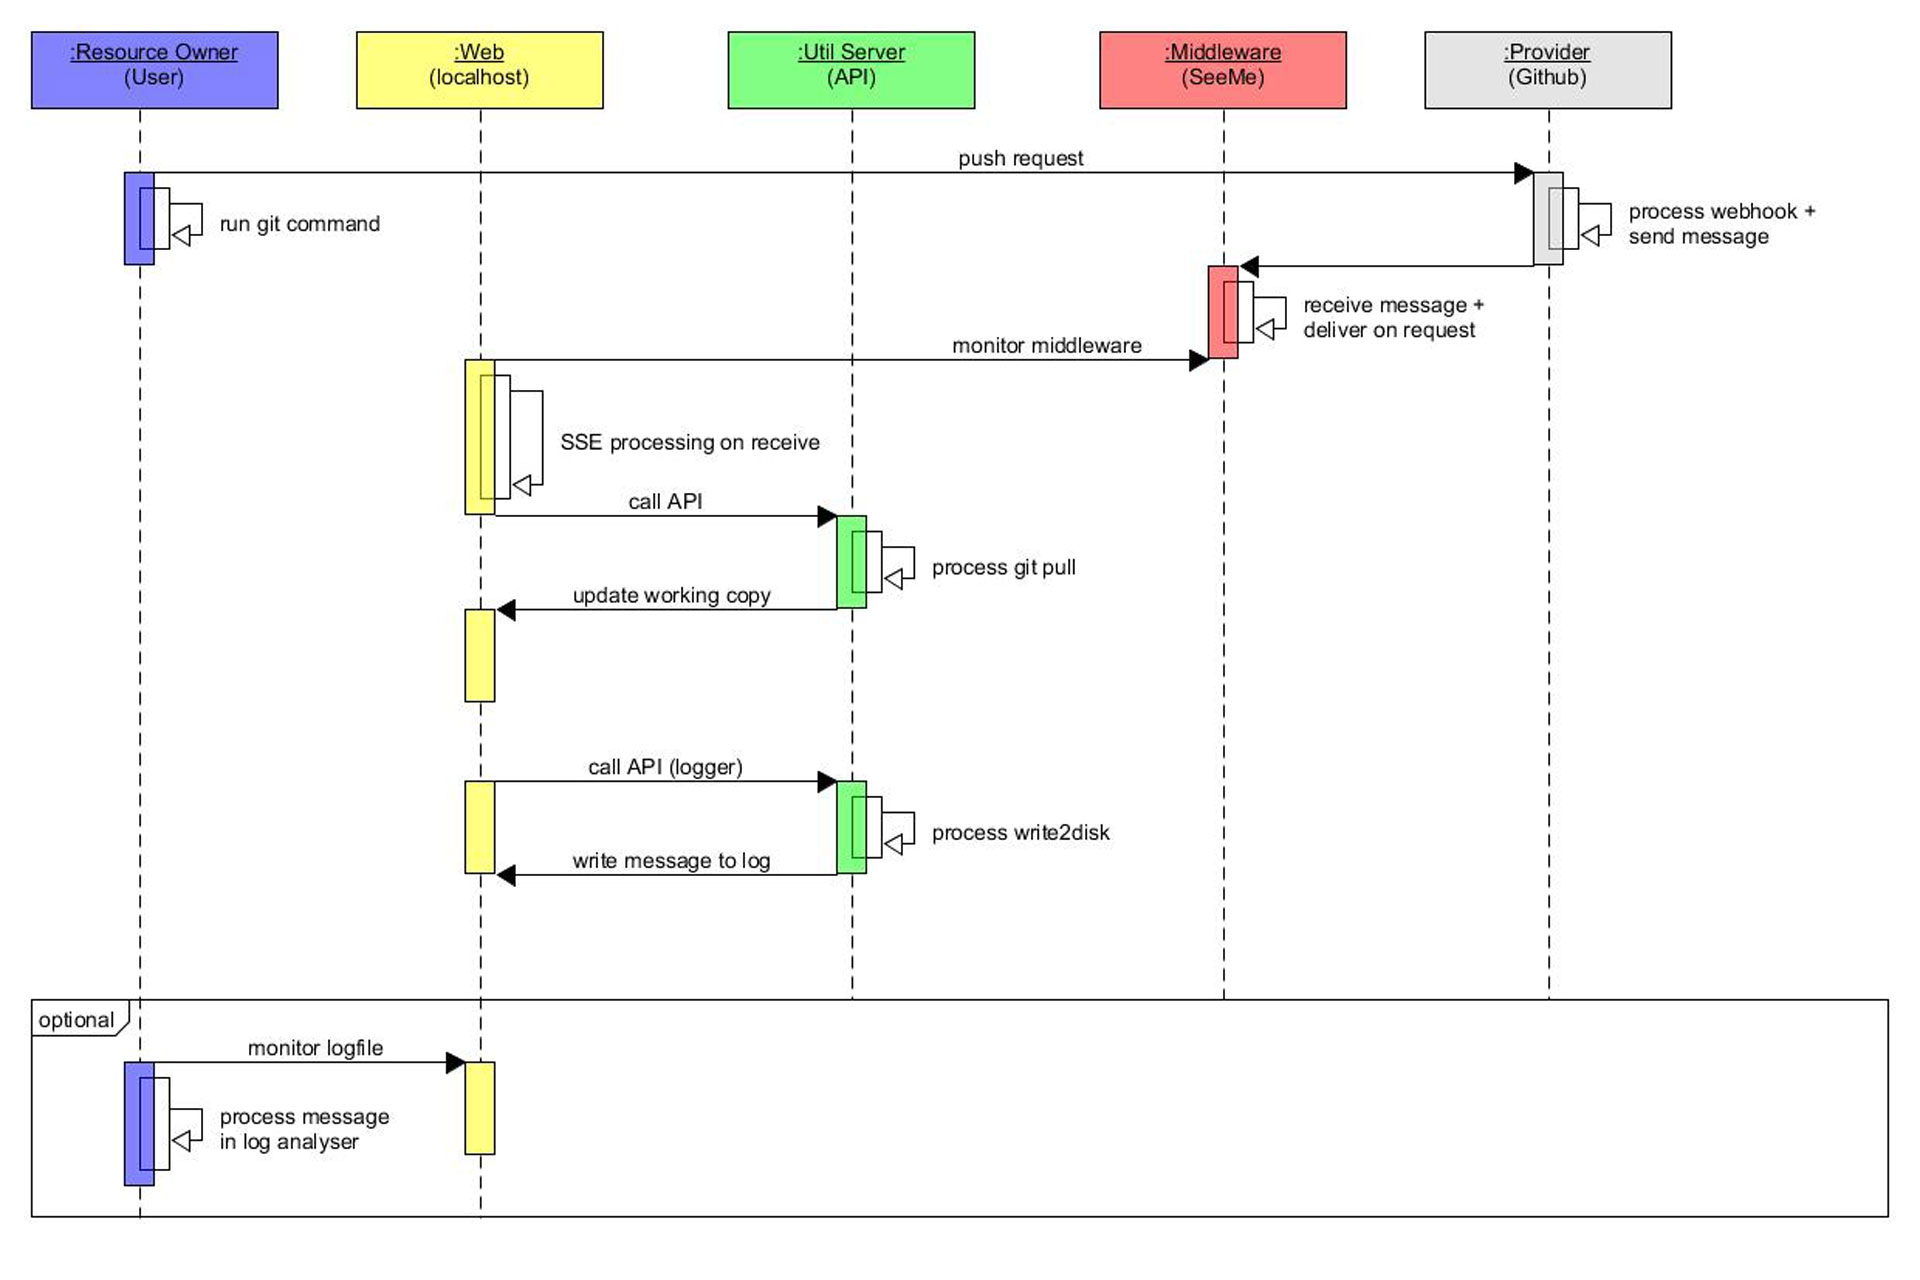 :Resource Owner
(User)
:Web
(localhost)
:Util Server
(API)
:Middleware
(SeeMe)
:Provider
(Github)
push request
run git command
process webhook +
send message
receive message +
deliver on request
monitor middleware
SSE processing on receive
call API
process git pull
update working copy
call API (logger)
process write2disk
write message to log
optional
monitor logfile
process message
in log analyser